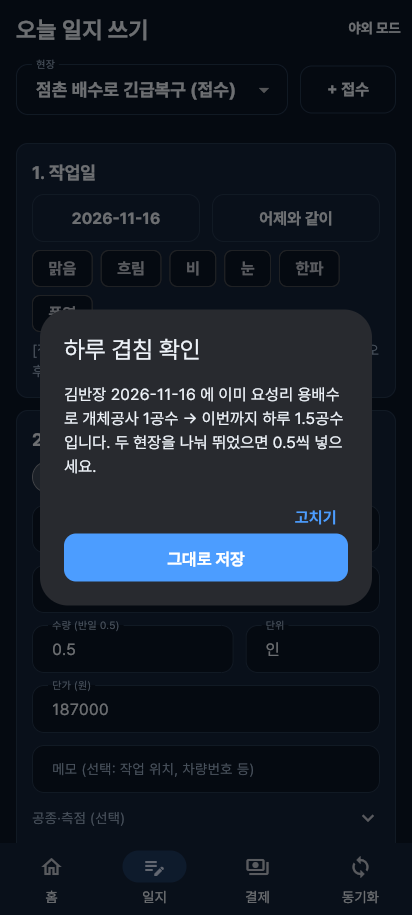 오늘 일지 쓰기
야외 모드
현장
점촌 배수로 긴급복구 (접수)
+ 접수
1. 작업일
2026-11-16
어제와 같이
맑음
흐림
비
눈
한파
하루 겹침 확인
김반장 2026-11-16 에 이미 요성리 용배수
로 개체공사 1공수 → 이번까지 하루 1.5공수
입니다. 두 현장을 나눠 뛰었으면 0.5씩 넣으
세요.
고치기
그대로 저장
수량 (반일 0.5)
0.5
단위
인
단가 (원)
187000
메모 (선택: 작업 위치, 차량번호 등)
공종·측점 (선택)
홈
일지
결제
동기화